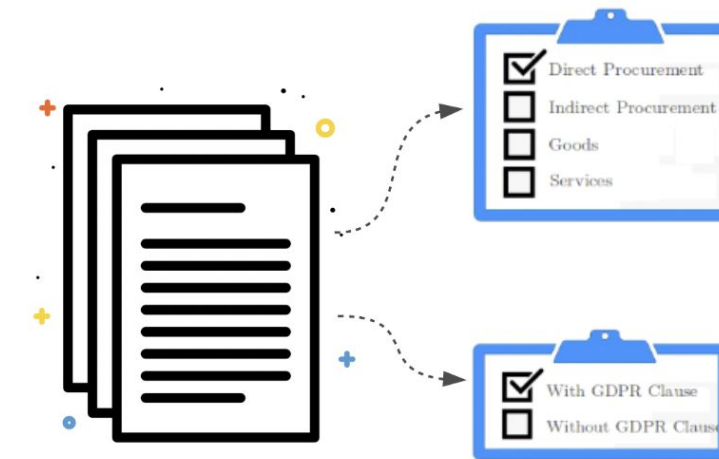 Direct Procurement
Indirect Procurement
Goods
Services
With GDPR Clause
Without GDPR Clause